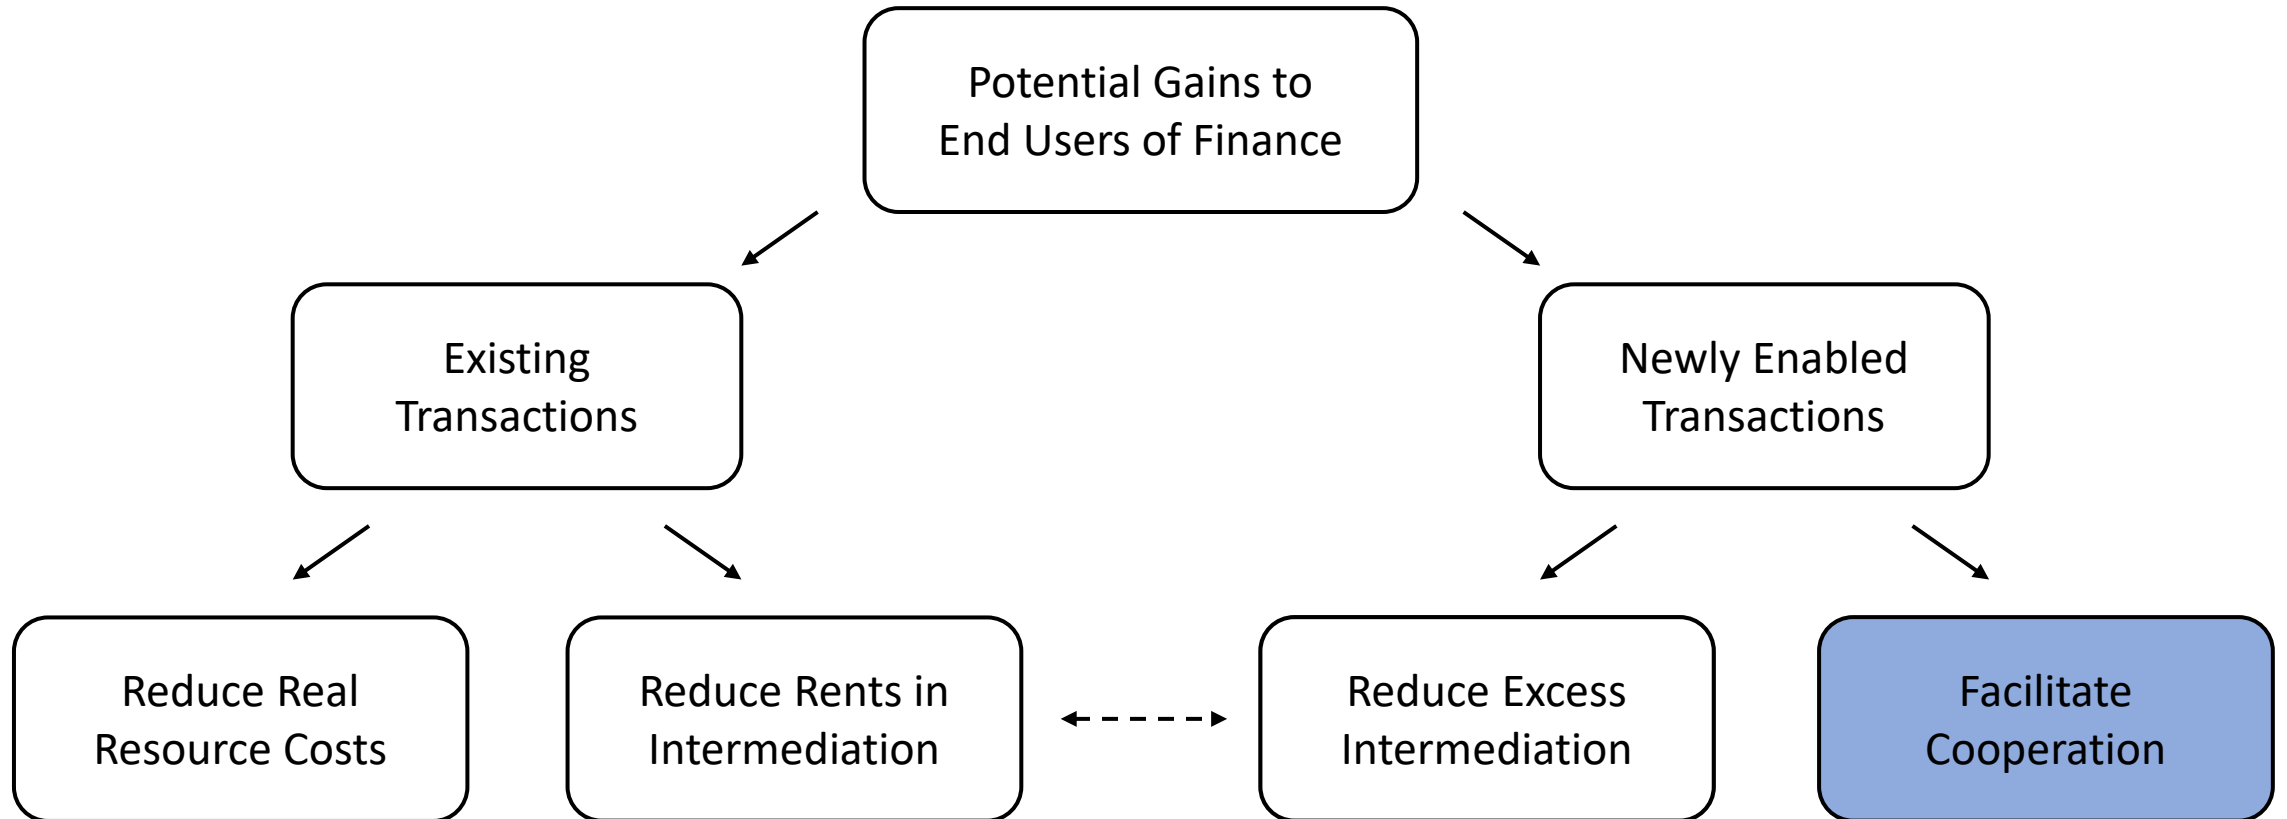 Potential Gains to
End Users of Finance
Existing
Transactions
Newly Enabled
Transactions
Reduce Real
Resource Costs
Reduce Rents in
Intermediation
Reduce Excess
Intermediation
Facilitate
Cooperation